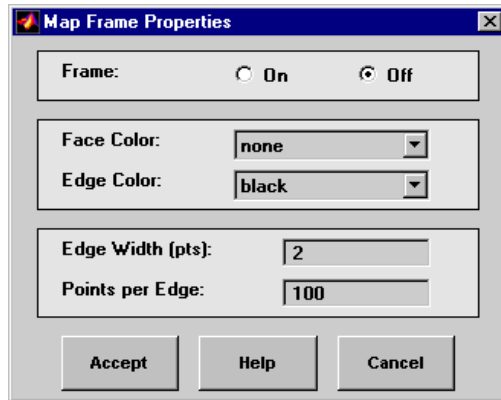 Map Frame Properties
Frame: On Off
Face Color: none
Edge Color: black
Edge Width (pts): 2
Points per Edge: 100
Accept Help Cancel